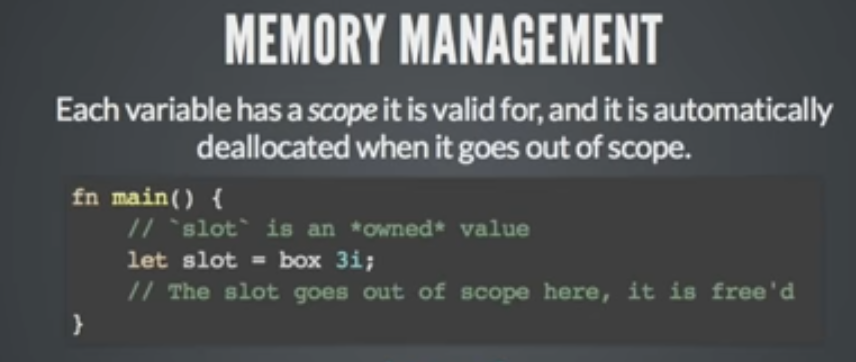 MEMORY MANAGEMENT
Each variable has a scope it is valid for, and it is automatically
deallocated when it goes out of scope.
fn main() {
// `slot` is an *owned* value
let slot = box 3i;
// The slot goes out of scope here, it is free'd
}